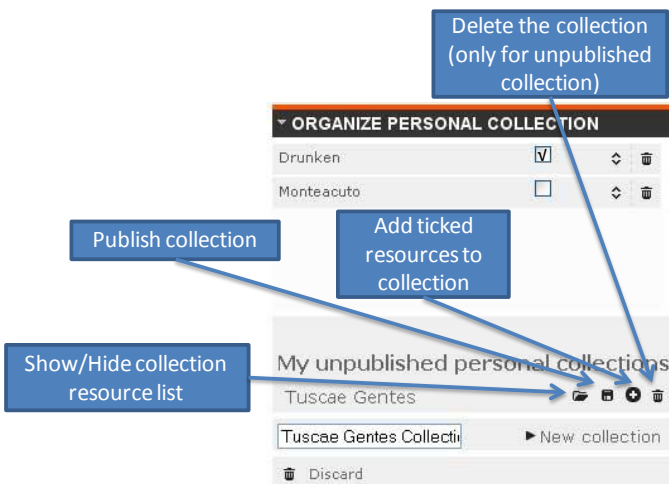 Delete the collection
(only for unpublished
collection)
ORGANIZE PERSONAL COLLECTION
Drunken
Monteacuto
Publish collection
Add ticked
resources to
collection
Show/Hide collection
resource list
My unpublished personal collections
Tuscae Gentes
Tuscae Gentes Collecti
New collection
Discard